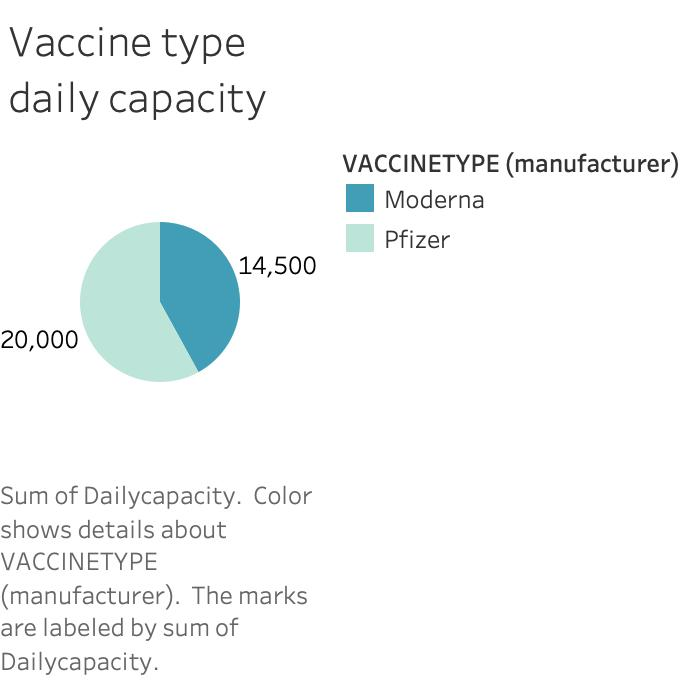 Vaccine type
daily capacity
VACCINETYPE (manufacturer)
Moderna
Pfizer
14,500
20,000
Sum of Dailycapacity.  Color
shows details about
VACCINETYPE
(manufacturer).  The marks
are labeled by sum of
Dailycapacity.